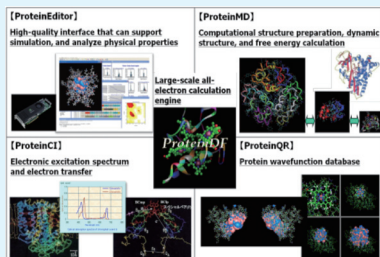 【ProteinEditor】
High-quality interface that can support
simulation, and analyze physical properties
【ProteinMD】
Computational structure preparation, dynamic
structure, and free energy calculation
Large-scale all-
electron calculation
engine
ProteinDF
【ProteinCI】
Electronic excitation spectrum
and electron transfer
【ProteinQR】
Protein wavefunction database